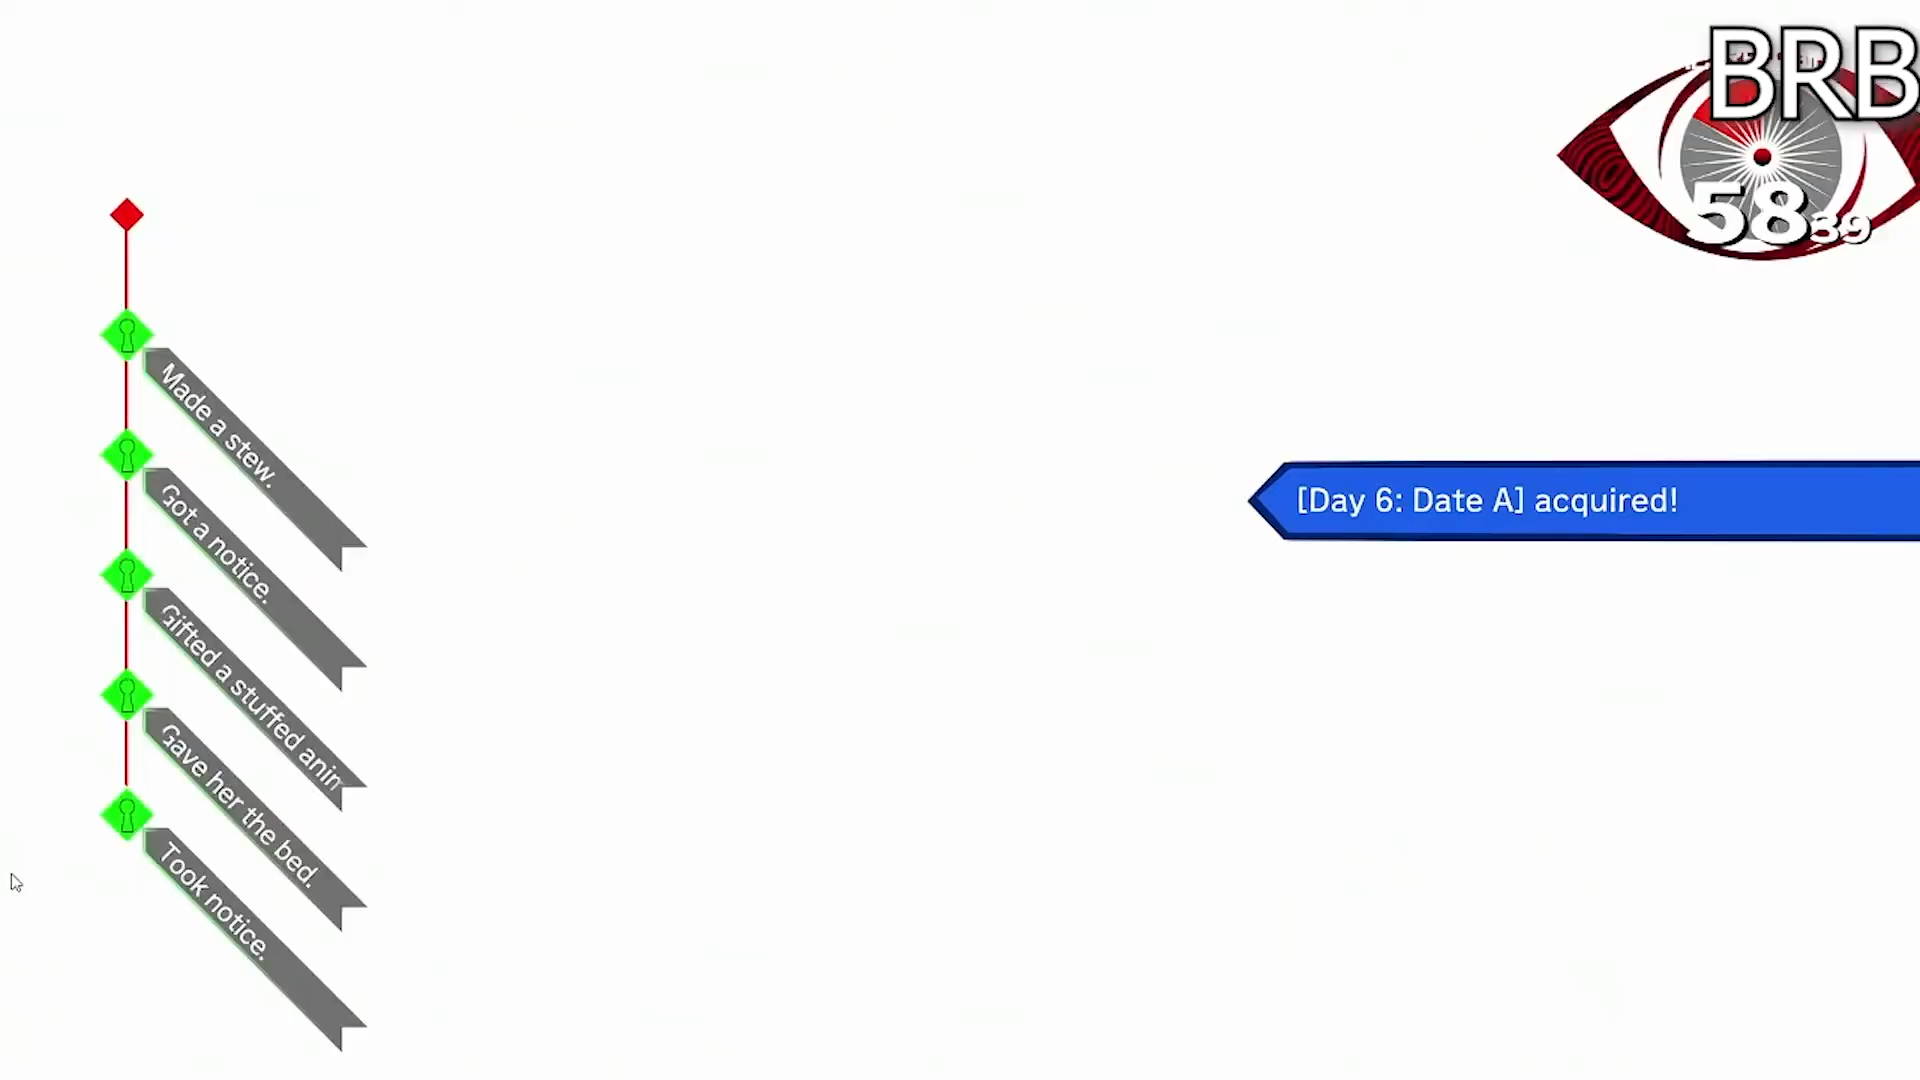 BRB
58 39
Made a stew.
Got a notice.
[Day 6: Date A] acquired!
Gifted a stuffed anim
Gave her the bed.
Took notice.